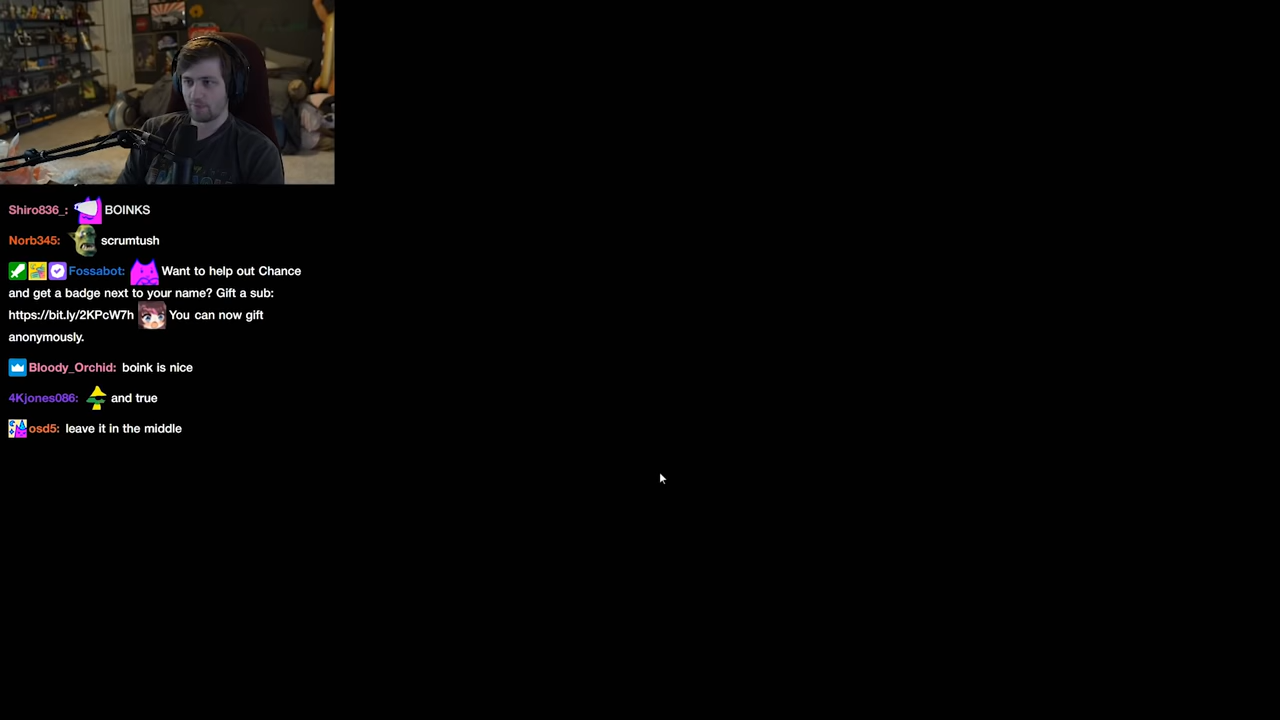 Shiro836_: BOINKS
Norb345: scrumtush
Fossabot: Want to help out Chance
and get a badge next to your name? Gift a sub:
https://bit.ly/2KPcW7h You can now gift
anonymously.
Bloody_Orchid: boink is nice
4Kjones086: and true
osd5: leave it in the middle